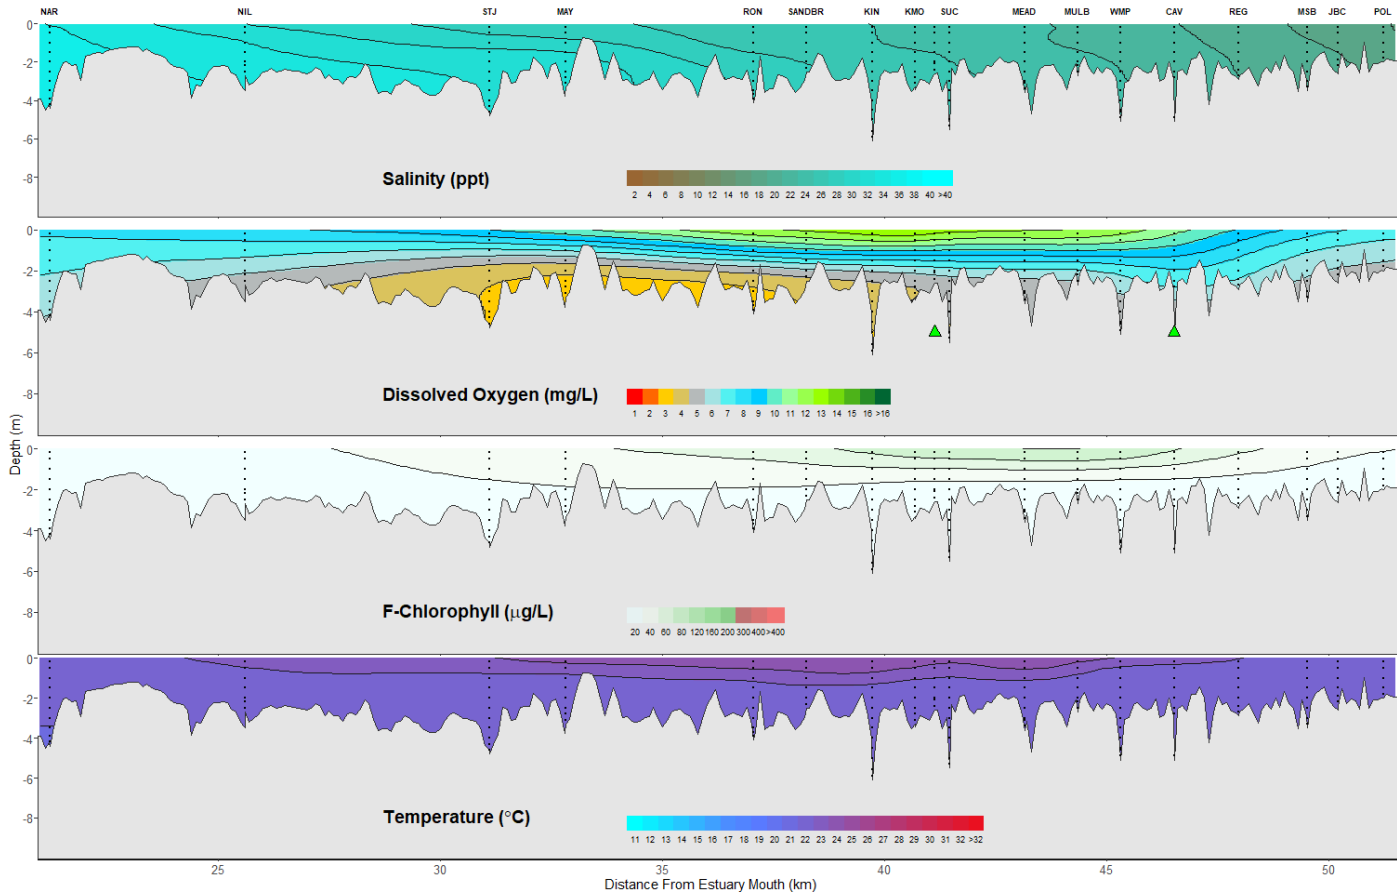 NAR NIL STJ MAY RON SANDBR KIN KMO SUC MEAD MULB WMP CAV REG MSB JBC POL
0
-2
-4
-6
-8
Salinity (ppt)
2 4 6 8 10 12 14 16 18 20 22 24 26 28 30 32 34 36 38 40 >40
0
-2
-4
-6
-8
Dissolved Oxygen (mg/L)
1 2 3 4 5 6 7 8 9 10 11 12 13 14 15 16 >16
Depth (m)
0
-2
-4
-6
-8
F-Chlorophyll (µg/L)
20 40 60 80 120 160 200 300 400 >400
0
-2
-4
-6
-8
Temperature (°C)
11 12 13 14 15 16 17 18 19 20 21 22 23 24 25 26 27 28 29 30 31 32 >32
25 30 35 40 45 50
Distance From Estuary Mouth (km)